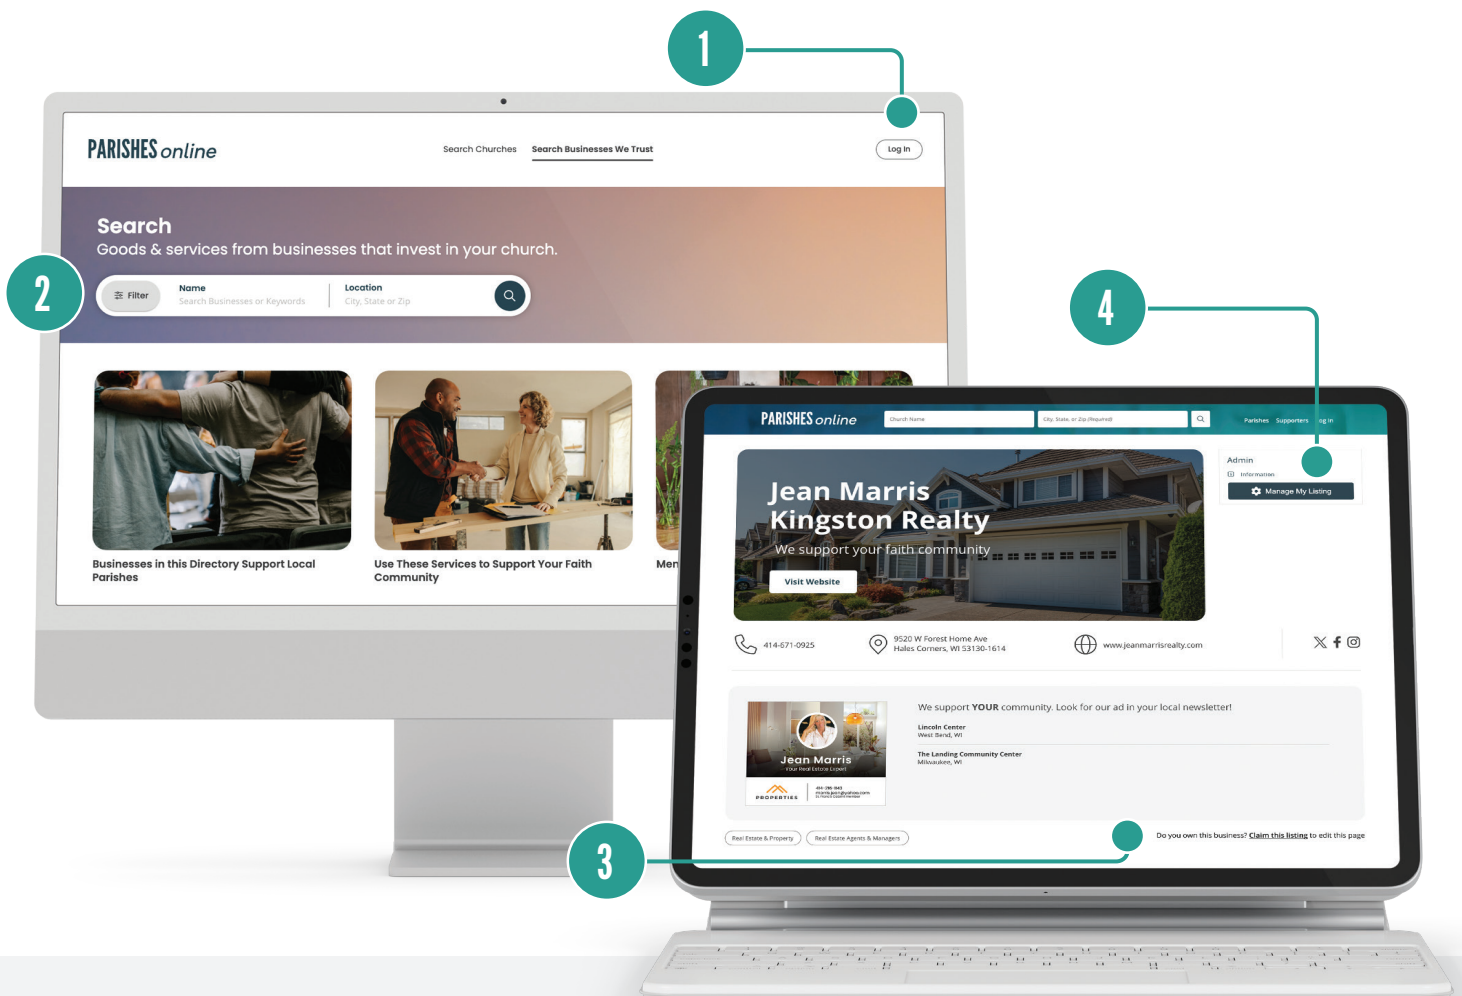 1
PARISHES online
Search Churches
Search Businesses We Trust
Log In
Search
Goods & services from businesses that invest in your church.
2
Filter
Name
Search Businesses or Keywords
Location
City, State or Zip
Businesses in this Directory Support Local
Parishes
Use These Services to Support Your Faith
Community
Men
4
PARISHES online
Church Name
City, State, or Zip (Required)
Parishes
Supporters
og In
Admin
Information
Manage My Listing
Jean Marris
Kingston Realty
We support your faith community
Visit Website
414-671-0925
9520 W Forest Home Ave
Hales Corners, WI 53130-1614
www.jeanmarrisrealty.com
Jean Marris
Your Real Estate Expert
PROPERTIES
We support YOUR community. Look for our ad in your local newsletter!
Lincoln Center
West Bend, WI
The Landing Community Center
Milwaukee, WI
Real Estate & Property
Real Estate Agents & Managers
3
Do you own this business? Claim this listing to edit this page